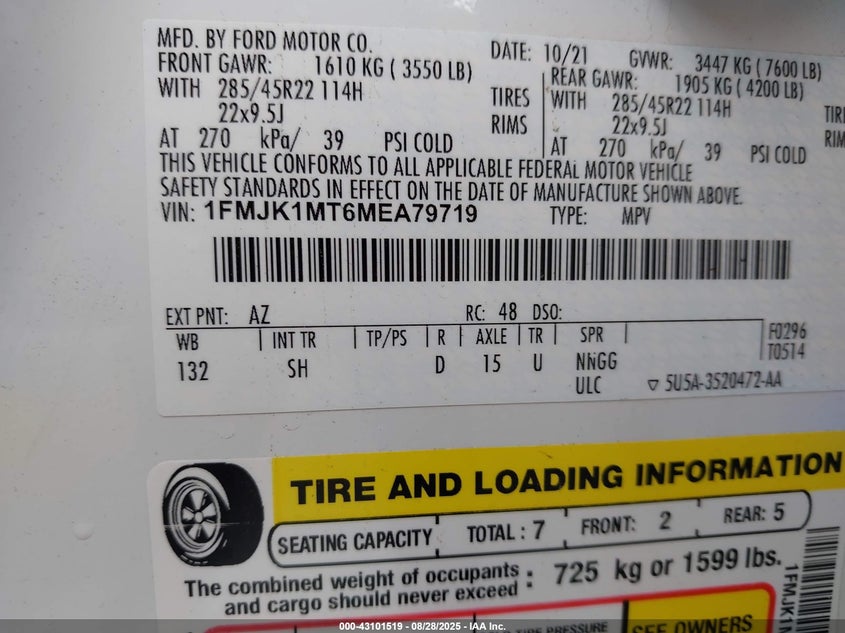 MFD. BY FORD MOTOR CO. DATE: 10/21 GVWR: 3447 KG ( 7600 LB)
FRONT GAWR: 1610 KG ( 3550 LB) REAR GAWR: 1905 KG ( 4200 LB)
WITH 285/45R22 114H TIRES WITH 285/45R22 114H
22x9.5J RIMS 22x9.5J
AT 270 kPa/ 39 PSI COLD AT 270 kPa/ 39 PSI COLD
THIS VEHICLE CONFORMS TO ALL APPLICABLE FEDERAL MOTOR VEHICLE
SAFETY STANDARDS IN EFFECT ON THE DATE OF MANUFACTURE SHOWN ABOVE.
VIN: 1FMJK1MT6MEA79719 TYPE: MPV
EXT PNT: AZ RC: 48 DSO:
WB INT TR TP/PS R AXLE TR SPR F0296
132 SH D 15 U NNGG T0514
ULC ▽ 5U5A-3520472-AA
TIRE AND LOADING INFORMATION
SEATING CAPACITY TOTAL : 7 FRONT: 2 REAR: 5
The combined weight of occupants : 725 kg or 1599 lbs.
and cargo should never exceed
SEE OWNERS
000-43101519 - 08/28/2025 - IAA Inc.